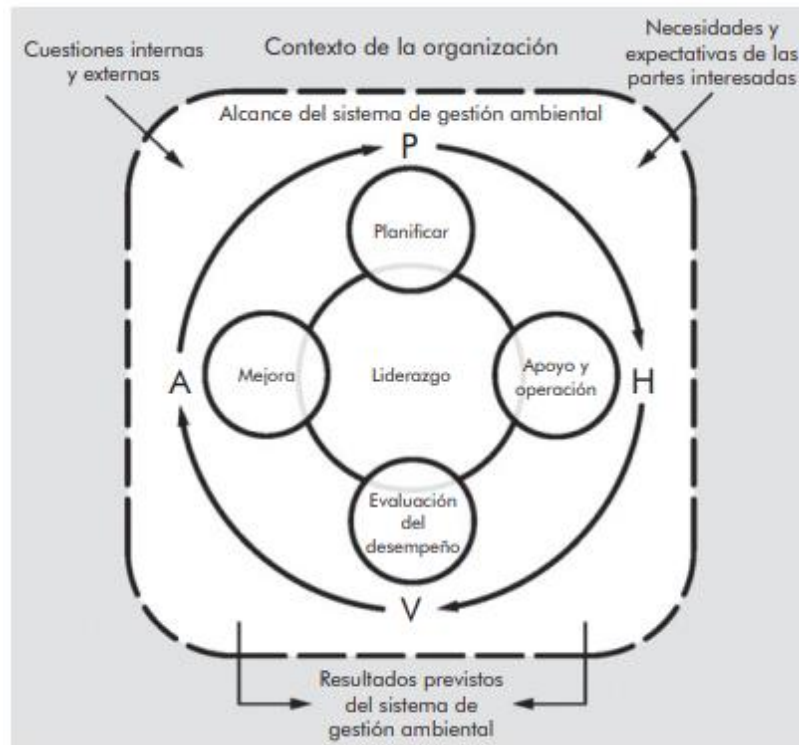 Cuestiones internas
y externas
Contexto de la organización
Necesidades y
expectativas de las
partes interesadas
Alcance del sistema de gestión ambiental
P
Planificar
A
Mejora
Liderazgo
Apoyo y
operación
H
Evaluación
del
desempeño
V
Resultados previstos
del sistema de
gestión ambiental